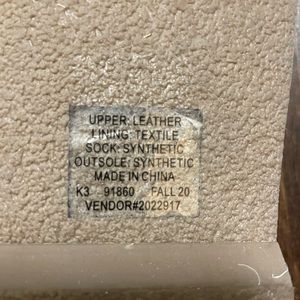 UPPER: LEATHER
LINING: TEXTILE
SOCK: SYNTHETIC
OUTSOLE: SYNTHETIC
MADE IN CHINA
K3 91860 FALL 20
VENDOR#2022917